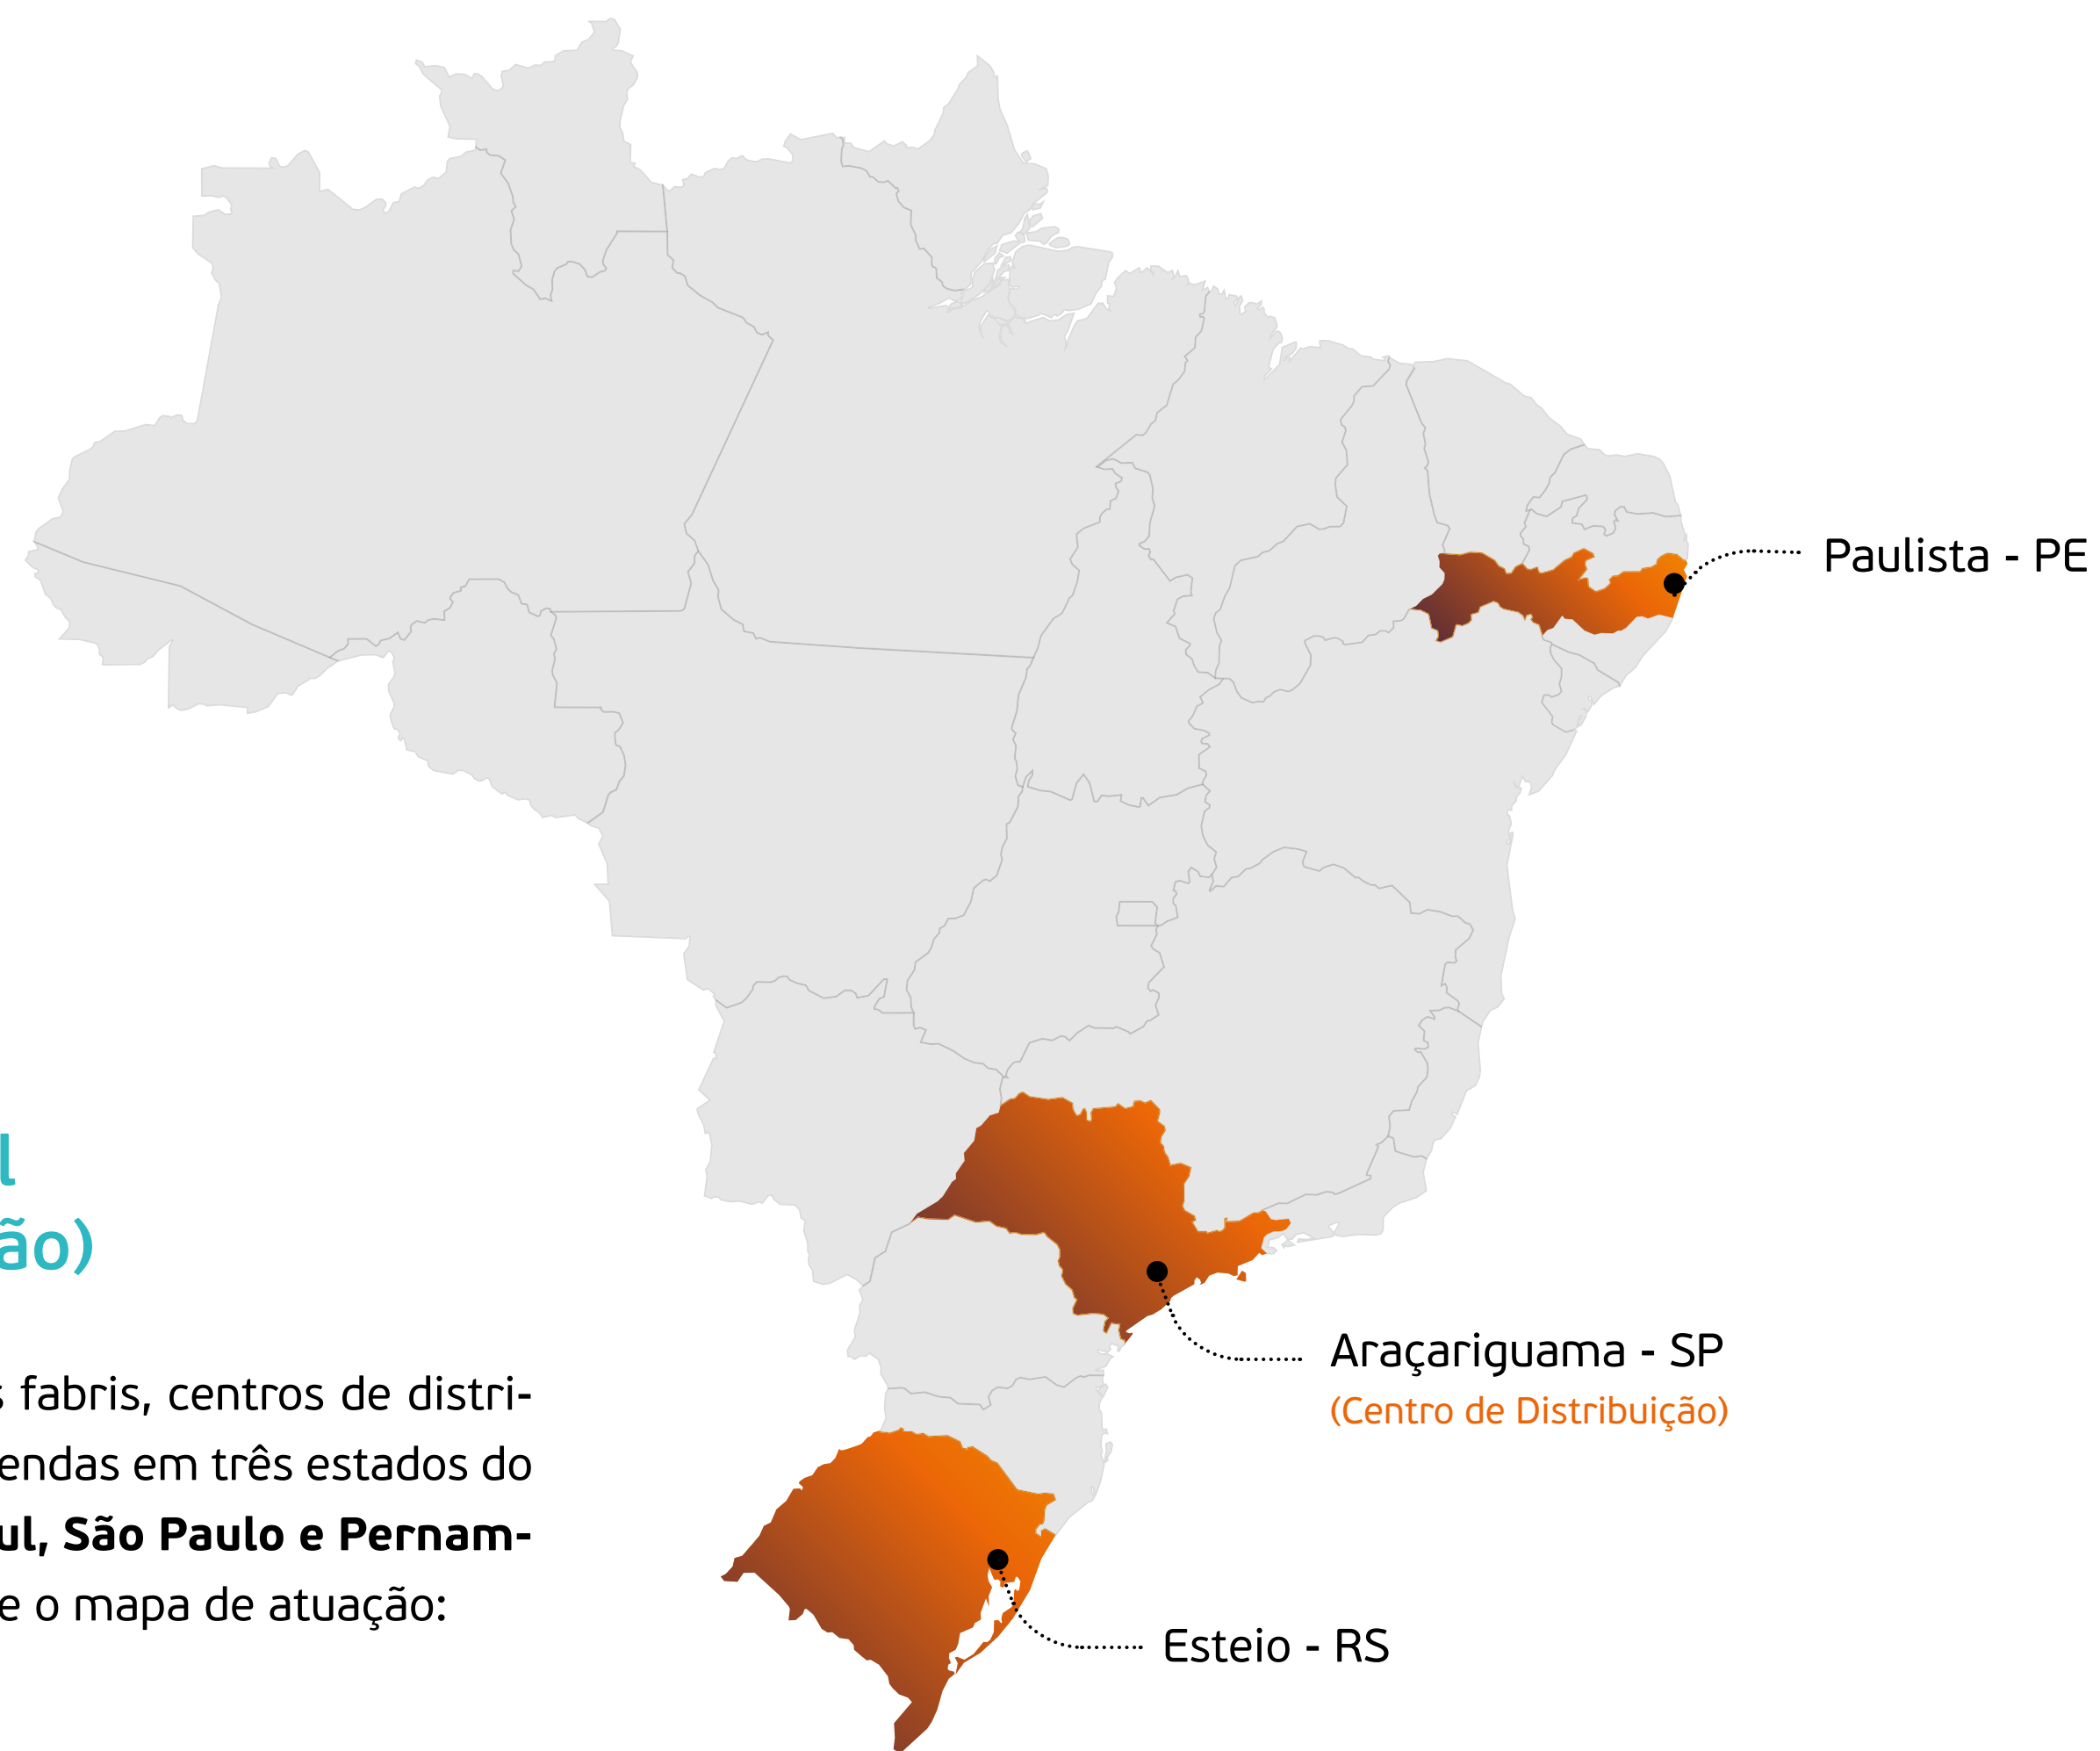 Paulista - PE
l
ão)
s fabris, centros de distri-
endas em três estados do
ul, São Paulo e Pernam-
e o mapa de atuação:
Araçariguama - SP
(Centro de Distribuição)
Esteio - RS